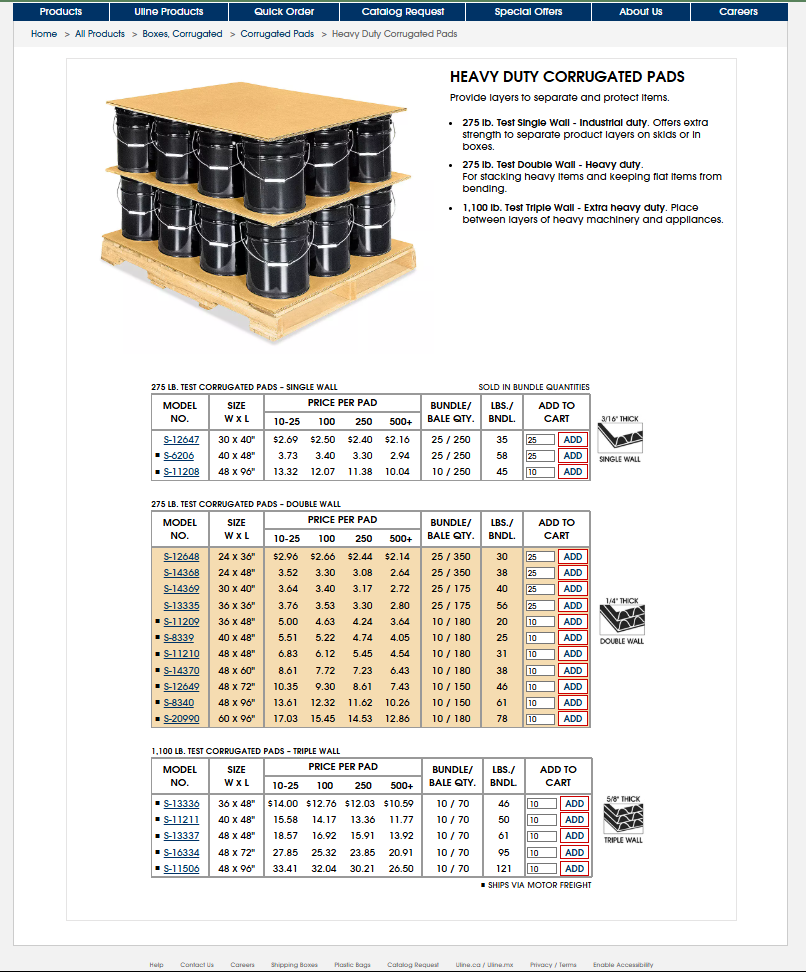 Products Uline Products Quick Order Catalog Request Special Offers About Us Careers
Home > All Products > Boxes, Corrugated > Corrugated Pads > Heavy Duty Corrugated Pads
HEAVY DUTY CORRUGATED PADS
Provide layers to separate and protect items.
• 275 lb. Test Single Wall - Industrial duty. Offers extra
strength to separate product layers on skids or in
boxes.
• 275 lb. Test Double Wall - Heavy duty.
For stacking heavy items and keeping flat items from
bending.
• 1,100 lb. Test Triple Wall - Extra heavy duty. Place
between layers of heavy machinery and appliances.
275 LB. TEST CORRUGATED PADS – SINGLE WALL SOLD IN BUNDLE QUANTITIES
MODEL SIZE PRICE PER PAD BUNDLE/ LBS./ ADD TO
NO. W x L 10-25 100 250 500+ BALE QTY. BNDL. CART
S-12647 30 x 40" $2.69 $2.50 $2.40 $2.16 25 / 250 35 25 ADD
▪ S-6206 40 x 48" 3.73 3.40 3.30 2.94 25 / 250 58 25 ADD
▪ S-11208 48 x 96" 13.32 12.07 11.38 10.04 10 / 250 45 10 ADD
3/16" THICK
SINGLE WALL
275 LB. TEST CORRUGATED PADS – DOUBLE WALL
MODEL SIZE PRICE PER PAD BUNDLE/ LBS./ ADD TO
NO. W x L 10-25 100 250 500+ BALE QTY. BNDL. CART
S-12648 24 x 36" $2.96 $2.66 $2.44 $2.14 25 / 350 30 25 ADD
S-14368 24 x 48" 3.52 3.30 3.08 2.64 25 / 350 38 25 ADD
S-14369 30 x 40" 3.64 3.40 3.17 2.72 25 / 175 40 25 ADD
S-13335 36 x 36" 3.76 3.53 3.30 2.80 25 / 175 56 25 ADD
▪ S-11209 36 x 48" 5.00 4.63 4.24 3.64 10 / 180 20 10 ADD
▪ S-8339 40 x 48" 5.51 5.22 4.74 4.05 10 / 180 25 10 ADD
▪ S-11210 48 x 48" 6.83 6.12 5.45 4.54 10 / 180 31 10 ADD
▪ S-14370 48 x 60" 8.61 7.72 7.23 6.43 10 / 180 38 10 ADD
▪ S-12649 48 x 72" 10.35 9.30 8.61 7.43 10 / 150 46 10 ADD
▪ S-8340 48 x 96" 13.61 12.32 11.62 10.26 10 / 150 61 10 ADD
▪ S-20990 60 x 96" 17.03 15.45 14.53 12.86 10 / 180 78 10 ADD
1/4" THICK
DOUBLE WALL
1,100 LB. TEST CORRUGATED PADS – TRIPLE WALL
MODEL SIZE PRICE PER PAD BUNDLE/ LBS./ ADD TO
NO. W x L 10-25 100 250 500+ BALE QTY. BNDL. CART
▪ S-13336 36 x 48" $14.00 $12.76 $12.03 $10.59 10 / 70 46 10 ADD
▪ S-11211 40 x 48" 15.58 14.17 13.36 11.77 10 / 70 50 10 ADD
▪ S-13337 48 x 48" 18.57 16.92 15.91 13.92 10 / 70 61 10 ADD
▪ S-16334 48 x 72" 27.85 25.32 23.85 20.91 10 / 70 95 10 ADD
▪ S-11506 48 x 96" 33.41 32.04 30.21 26.50 10 / 70 121 10 ADD
5/8" THICK
TRIPLE WALL
▪ SHIPS VIA MOTOR FREIGHT
Help Contact Us Careers Shipping Boxes Plastic Bags Catalog Request Uline.ca / Uline.mx Privacy / Terms Enable Accessibility